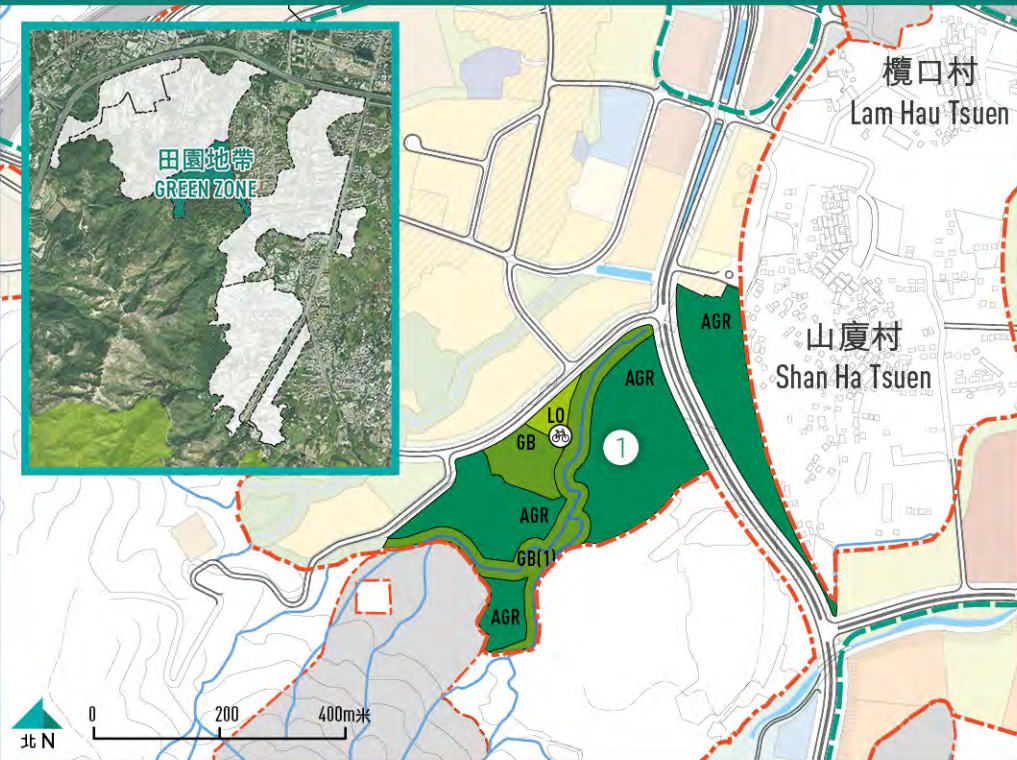 田園地帶
GREEN ZONE
欖口村
Lam Hau Tsuen
山廈村
Shan Ha Tsuen
AGR
AGR
LO
GB
1
AGR
GB(1)
AGR
0 200 400m米
北 N